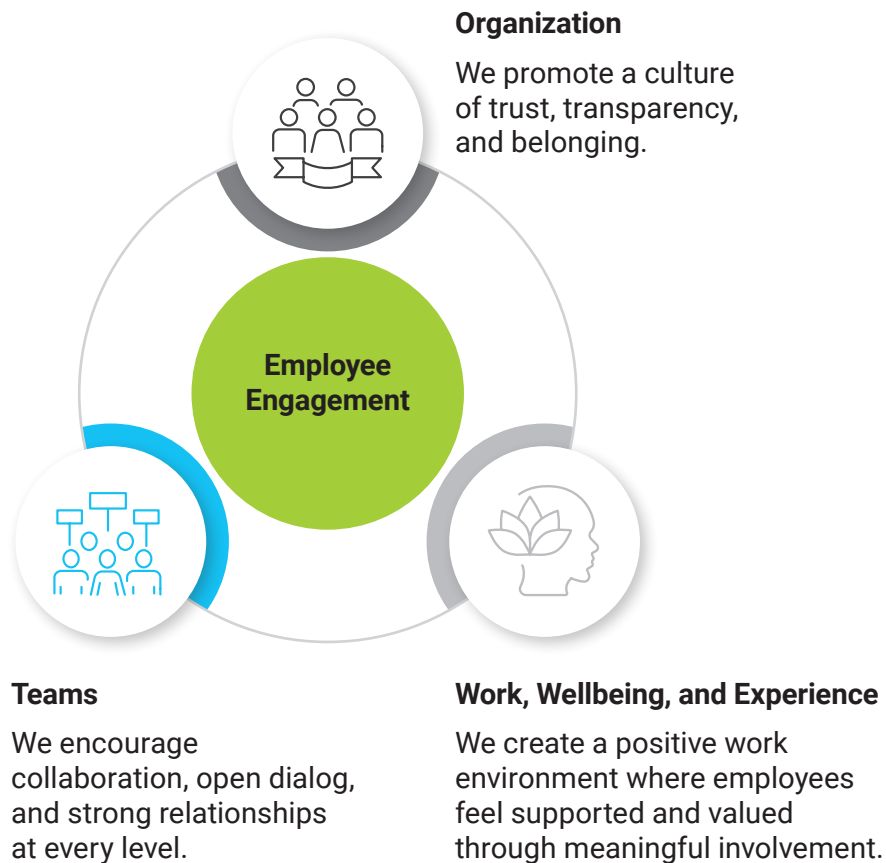 Organization
We promote a culture
of trust, transparency,
and belonging.
Employee
Engagement
Teams
We encourage
collaboration, open dialog,
and strong relationships
at every level.
Work, Wellbeing, and Experience
We create a positive work
environment where employees
feel supported and valued
through meaningful involvement.